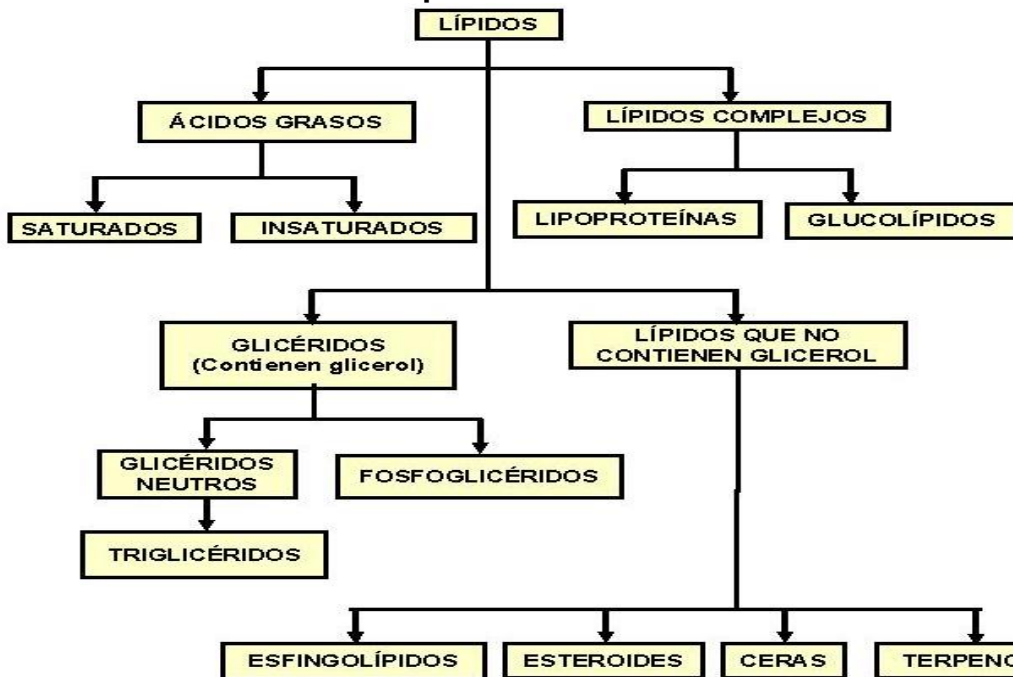 LÍPIDOS
ÁCIDOS GRASOS
LÍPIDOS COMPLEJOS
SATURADOS
INSATURADOS
LIPOPROTEÍNAS
GLUCOLÍPIDOS
GLICÉRIDOS
(Contienen glicerol)
LÍPIDOS QUE NO
CONTIENEN GLICEROL
GLICÉRIDOS
NEUTROS
FOSFOGLICÉRIDOS
TRIGLICÉRIDOS
ESFINGOLÍPIDOS
ESTEROIDES
CERAS